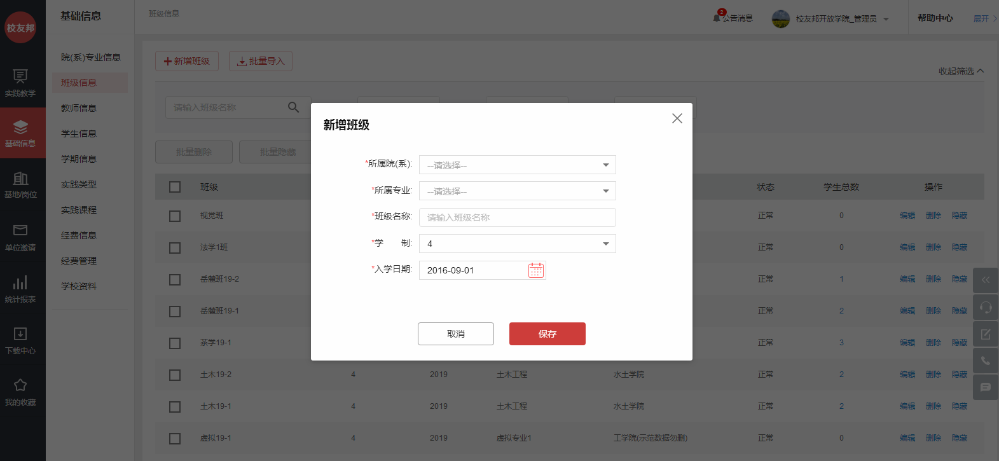 校友邦
实践教学
基础信息
基地/岗位
单位邀请
统计报表
下载中心
我的收藏
基础信息
院(系)专业信息
班级信息
教师信息
学生信息
学期信息
实践类型
实践课程
经费信息
经费管理
学校资料
班级信息
2
公告消息
校友邦开放学院_管理员
帮助中心
展开
新增班级
批量导入
收起筛选
请输入班级名称
批量删除
批量隐藏
班级 状态 学生总数 操作
视觉班 正常 0 编辑 删除 隐藏
法学1班 正常 0 编辑 删除 隐藏
岳麓班19-2 正常 1 编辑 删除 隐藏
岳麓班19-1 正常 2 编辑 删除 隐藏
茶学19-1 正常 3 编辑 删除 隐藏
土木19-2 4 2019 土木工程 水土学院 正常 2 编辑 删除 隐藏
土木19-1 4 2019 土木工程 水土学院 正常 2 编辑 删除 隐藏
虚拟19-1 4 2019 虚拟专业1 工学院(示范数据勿删) 正常 0 编辑 删除 隐藏
新增班级
*所属院(系): --请选择--
*所属专业: --请选择--
*班级名称: 请输入班级名称
*学 制: 4
*入学日期: 2016-09-01
取消
保存